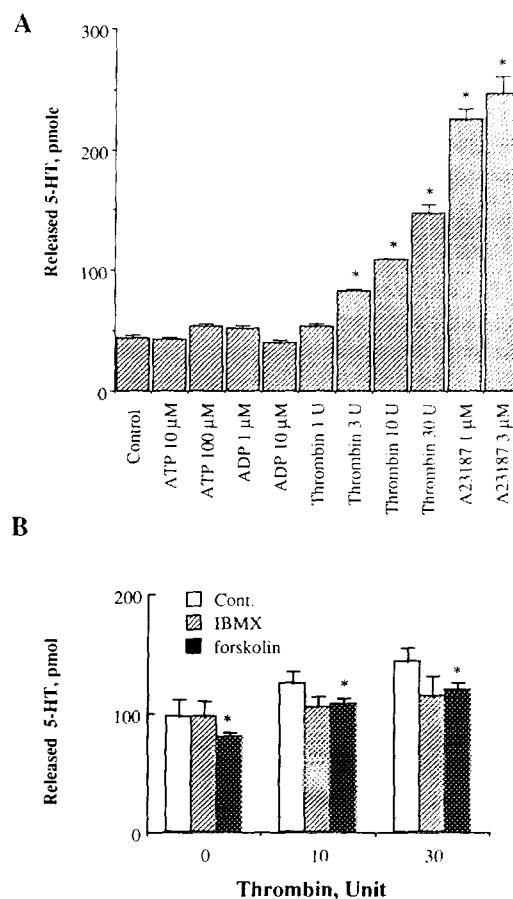 A
300
200
100
0
Released 5-HT, pmole
*
*
*
*
*
Control
ATP 10 µM
ATP 100 µM
ADP 1 µM
ADP 10 µM
Thrombin 1 U
Thrombin 3 U
Thrombin 10 U
Thrombin 30 U
A23187 1 µM
A23187 3 µM
B
200
100
0
Released 5-HT, pmol
Cont.
IBMX
forskolin
*
*
*
0
10
30
Thrombin, Unit